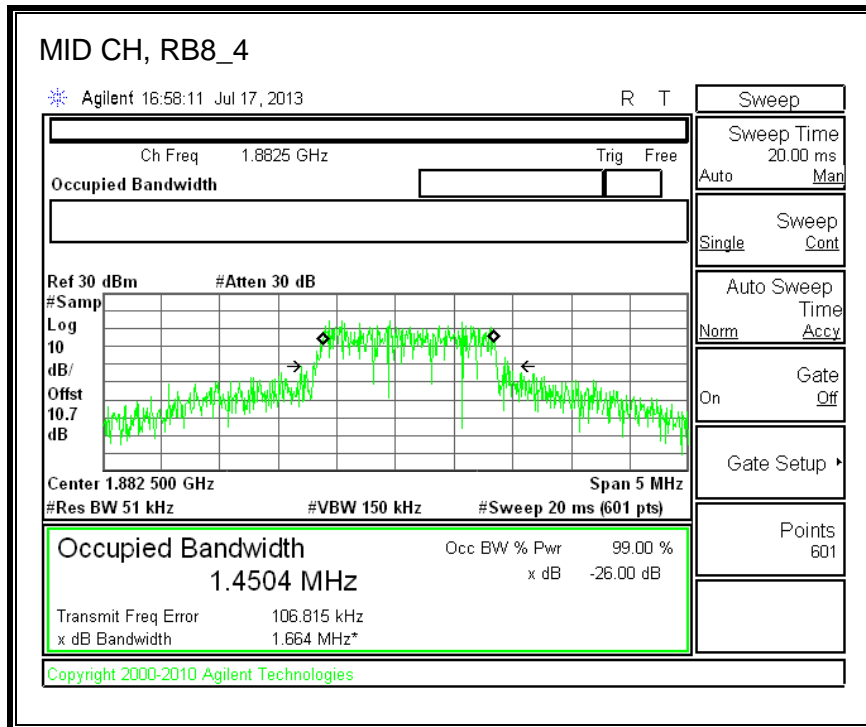 MID CH, RB8_4
Agilent 16:58:11 Jul 17, 2013 R T
Ch Freq 1.8825 GHz Trig Free
Occupied Bandwidth
Ref 30 dBm #Atten 30 dB
#Samp
Log
10
dB/
Offst
10.7
dB
Center 1.882 500 GHz Span 5 MHz
#Res BW 51 kHz #VBW 150 kHz #Sweep 20 ms (601 pts)
Occupied Bandwidth Occ BW % Pwr 99.00 %
1.4504 MHz x dB -26.00 dB
Transmit Freq Error 106.815 kHz
x dB Bandwidth 1.664 MHz*
Copyright 2000-2010 Agilent Technologies
Sweep
Sweep Time
20.00 ms
Auto Man
Sweep
Single Cont
Auto Sweep
Time
Norm Accy
Gate
On Off
Gate Setup
Points
601